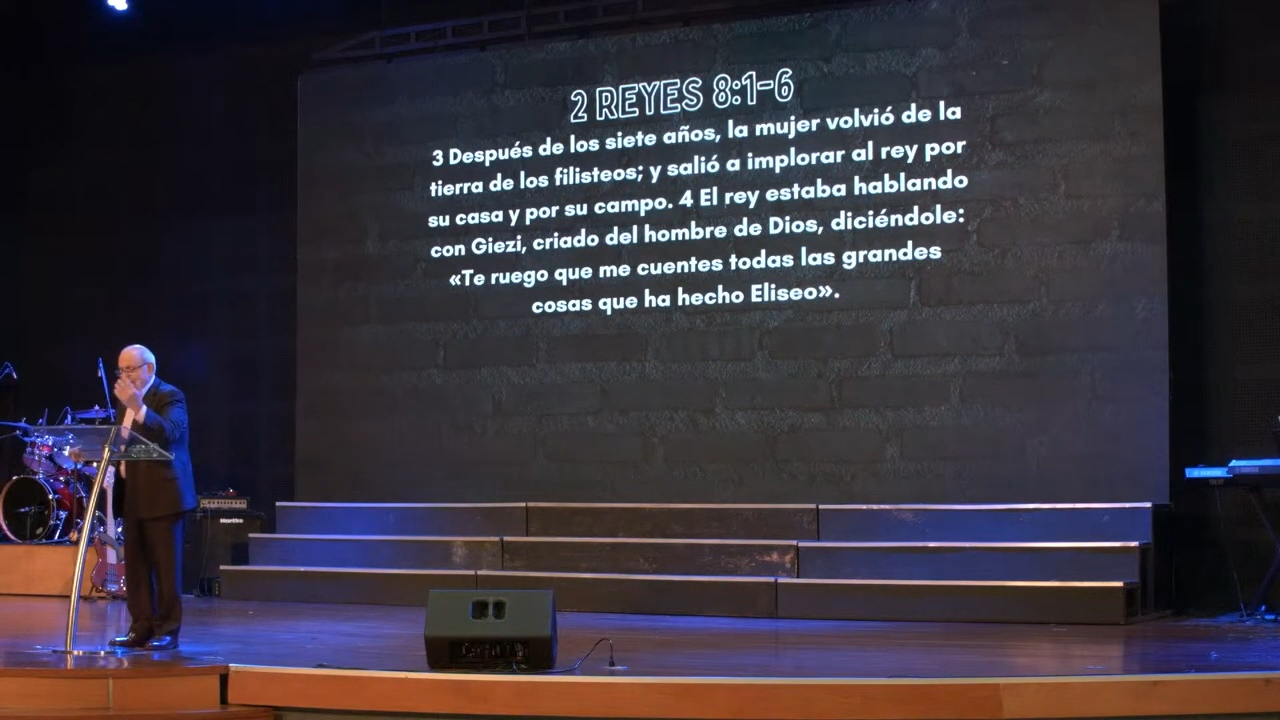 2 REYES 8:1-6
3 Después de los siete años, la mujer volvió de la
tierra de los filisteos; y salió a implorar al rey por
su casa y por su campo. 4 El rey estaba hablando
con Giezi, criado del hombre de Dios, diciéndole:
«Te ruego que me cuentes todas las grandes
cosas que ha hecho Eliseo».
Hartke